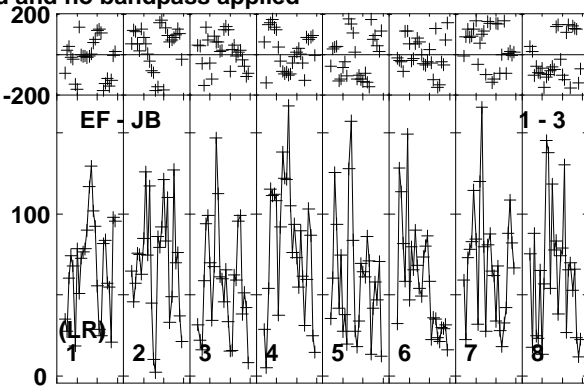 d and no bandpass applied
200
-200
EF - JB
1 - 3
100
(LR)
1 2 3 4 5 6 7 8
0